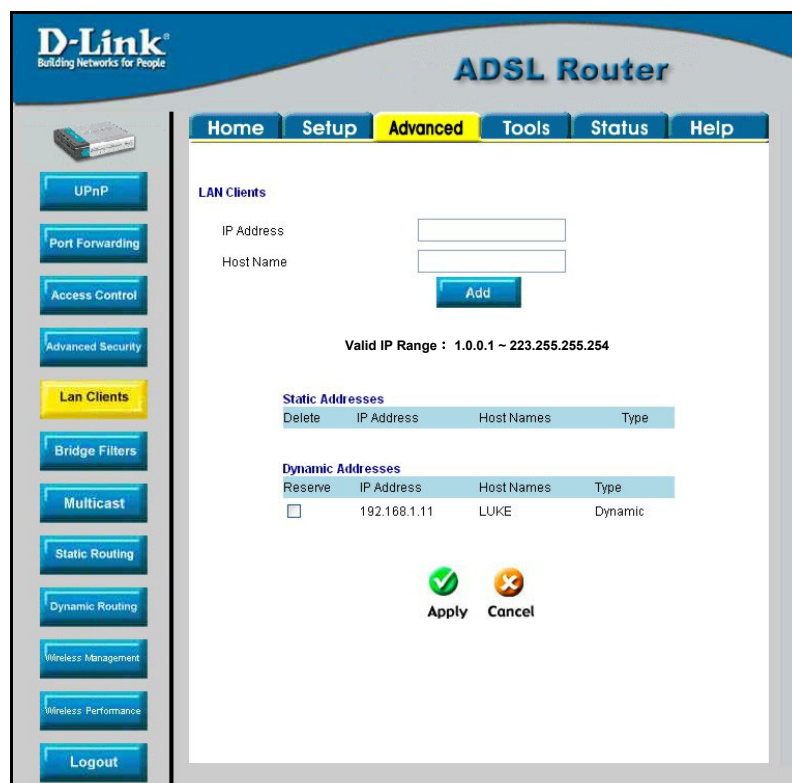 D-Link®
Building Networks for People
ADSL Router
Home Setup Advanced Tools Status Help
UPnP
Port Forwarding
Access Control
Advanced Security
Lan Clients
Bridge Filters
Multicast
Static Routing
Dynamic Routing
Wireless Management
Wireless Performance
Logout
LAN Clients
IP Address
Host Name
Add
Valid IP Range : 1.0.0.1 ~ 223.255.255.254
Static Addresses
Delete IP Address Host Names Type
Dynamic Addresses
Reserve IP Address Host Names Type
192.168.1.11 LUKE Dynamic
Apply Cancel